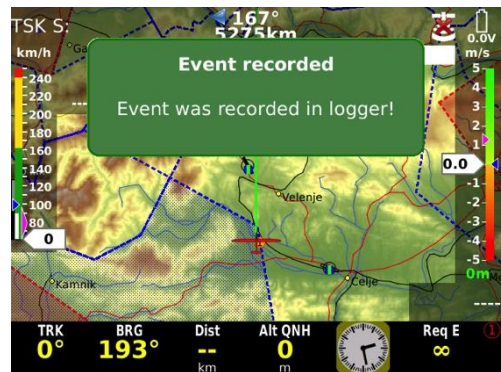 TSK S:
167°
5275km
0.0V
km/h
m/s
Event recorded
Event was recorded in logger!
240
220
200
180
160
140
120
100
80
0
5
4
3
2
1
0.0
-1
-2
-3
-4
-5
0m
Velenje
Kamnik
Celje
TRK
BRG
Dist
Alt QNH
Req E
1
0°
193°
--
0
∞
km
m